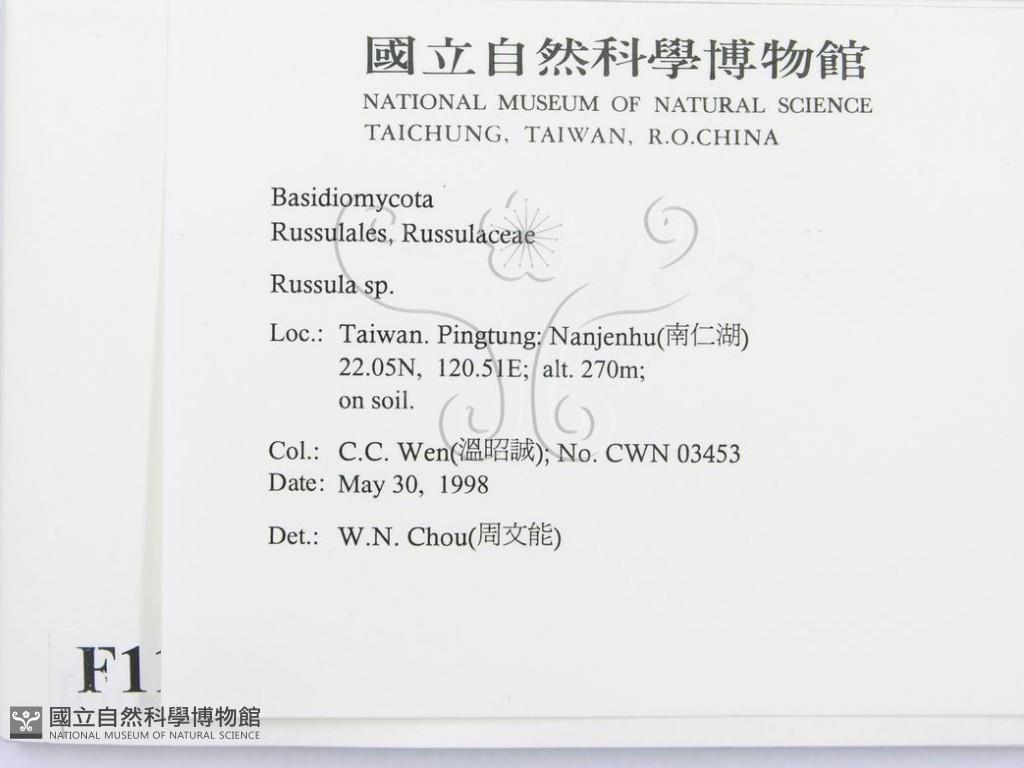 國立自然科學博物館
NATIONAL MUSEUM OF NATURAL SCIENCE
TAICHUNG, TAIWAN, R.O.CHINA
Basidiomycota
Russulales, Russulaceae
Russula sp.
Loc.: Taiwan. Pingtung: Nanjenhu(南仁湖)
22.05N, 120.51E; alt. 270m;
on soil.
Col.: C.C. Wen(溫昭誠); No. CWN 03453
Date: May 30, 1998
Det.: W.N. Chou(周文能)
F11
國立自然科學博物館
NATIONAL MUSEUM OF NATURAL SCIENCE